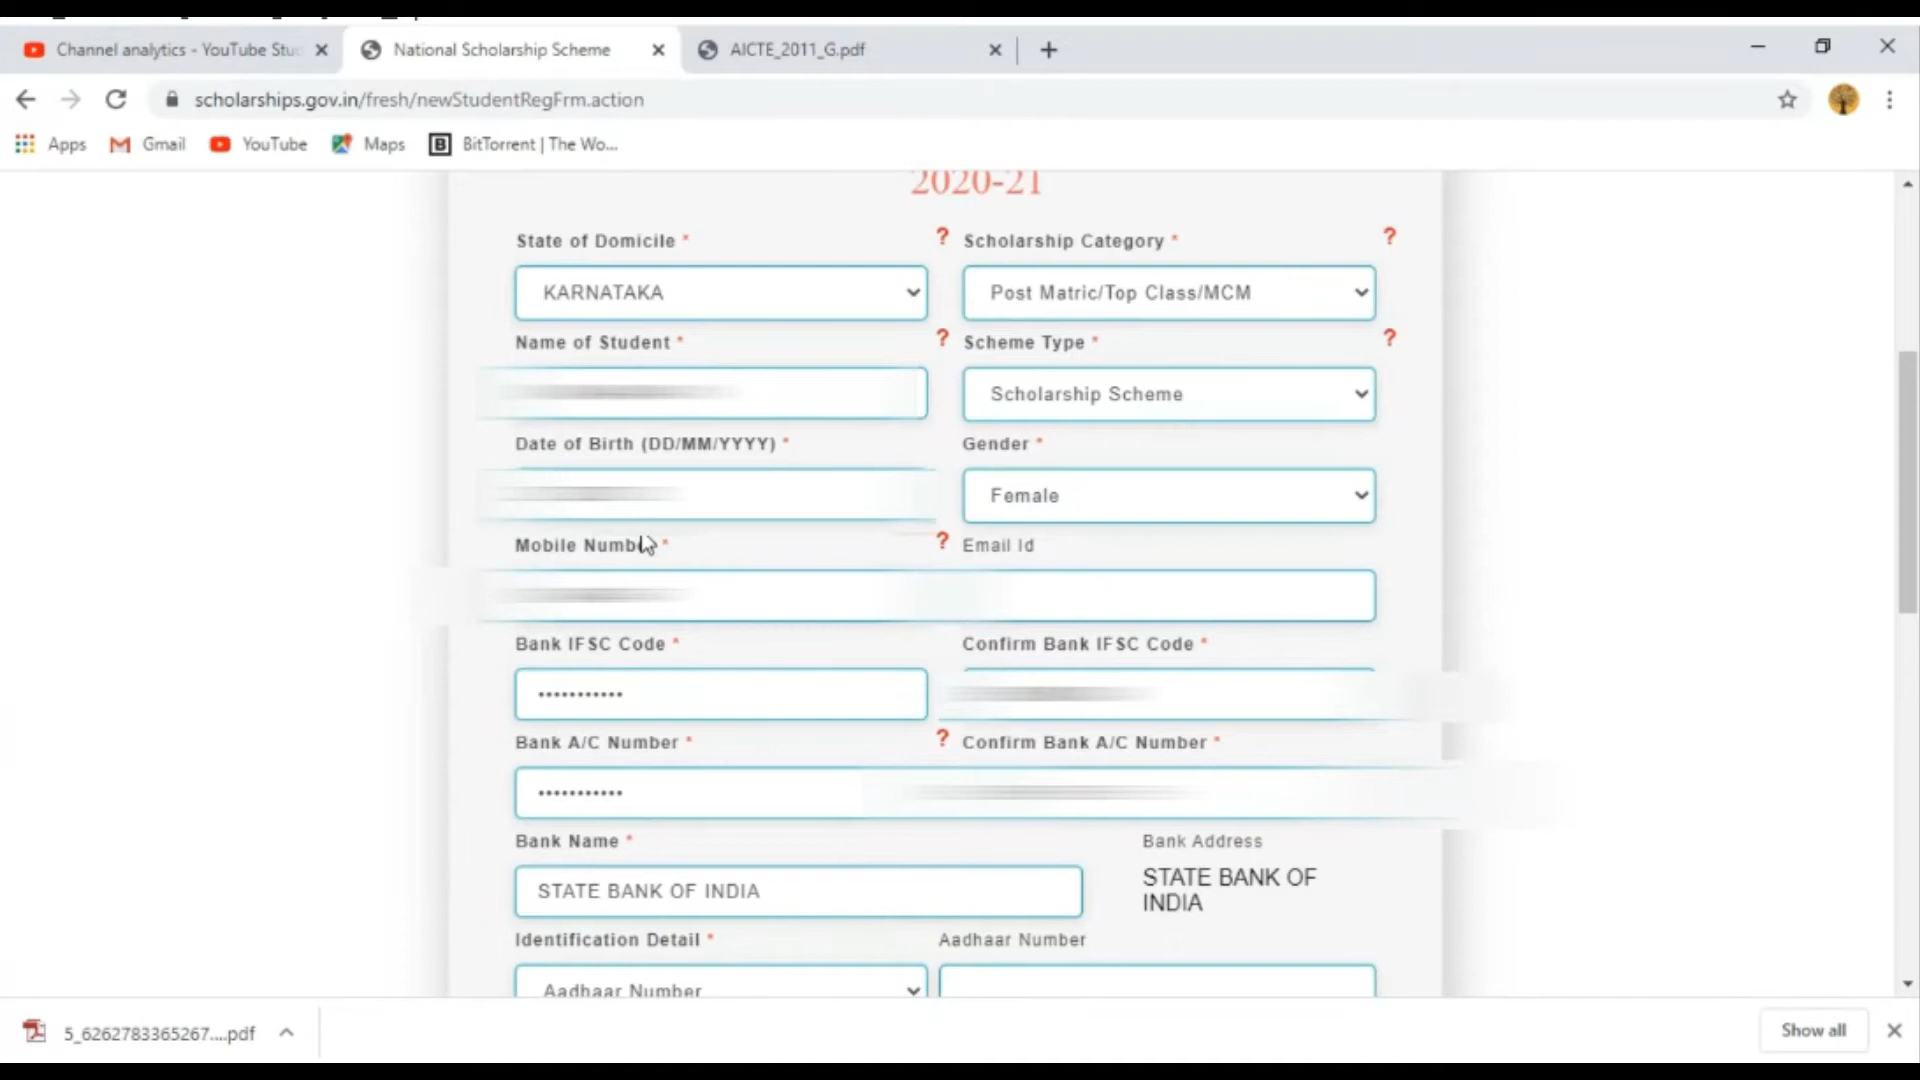 Channel analytics - YouTube Stu
National Scholarship Scheme
AICTE_2011_G.pdf
scholarships.gov.in/fresh/newStudentRegFrm.action
Apps
Gmail
YouTube
Maps
B BitTorrent | The Wo...
2020-21
State of Domicile * ?
Scholarship Category * ?
KARNATAKA
Post Matric/Top Class/MCM
Name of Student * ?
Scheme Type * ?
Scholarship Scheme
Date of Birth (DD/MM/YYYY) *
Gender *
Female
Mobile Number * ?
Email Id
Bank IFSC Code *
Confirm Bank IFSC Code *
•••••••••••
Bank A/C Number * ?
Confirm Bank A/C Number *
•••••••••••
Bank Name *
Bank Address
STATE BANK OF INDIA
STATE BANK OF
INDIA
Identification Detail *
Aadhaar Number
Aadhaar Number
5_6262783365267....pdf
Show all